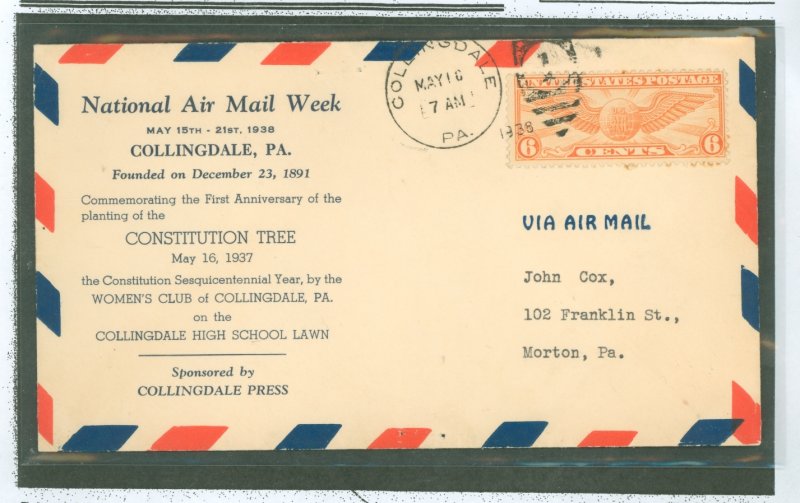 National Air Mail Week
MAY 15TH - 21ST, 1938
COLLINGDALE, PA.
Founded on December 23, 1891
Commemorating the First Anniversary of the
planting of the
CONSTITUTION TREE
May 16, 1937
the Constitution Sesquicentennial Year, by the
WOMEN'S CLUB of COLLINGDALE, PA.
on the
COLLINGDALE HIGH SCHOOL LAWN
Sponsored by
COLLINGDALE PRESS
COLLINGDALE
MAY 16
7 AM
PA.
1938
UNITED STATES POSTAGE
6 CENTS 6
VIA AIR MAIL
John Cox,
102 Franklin St.,
Morton, Pa.